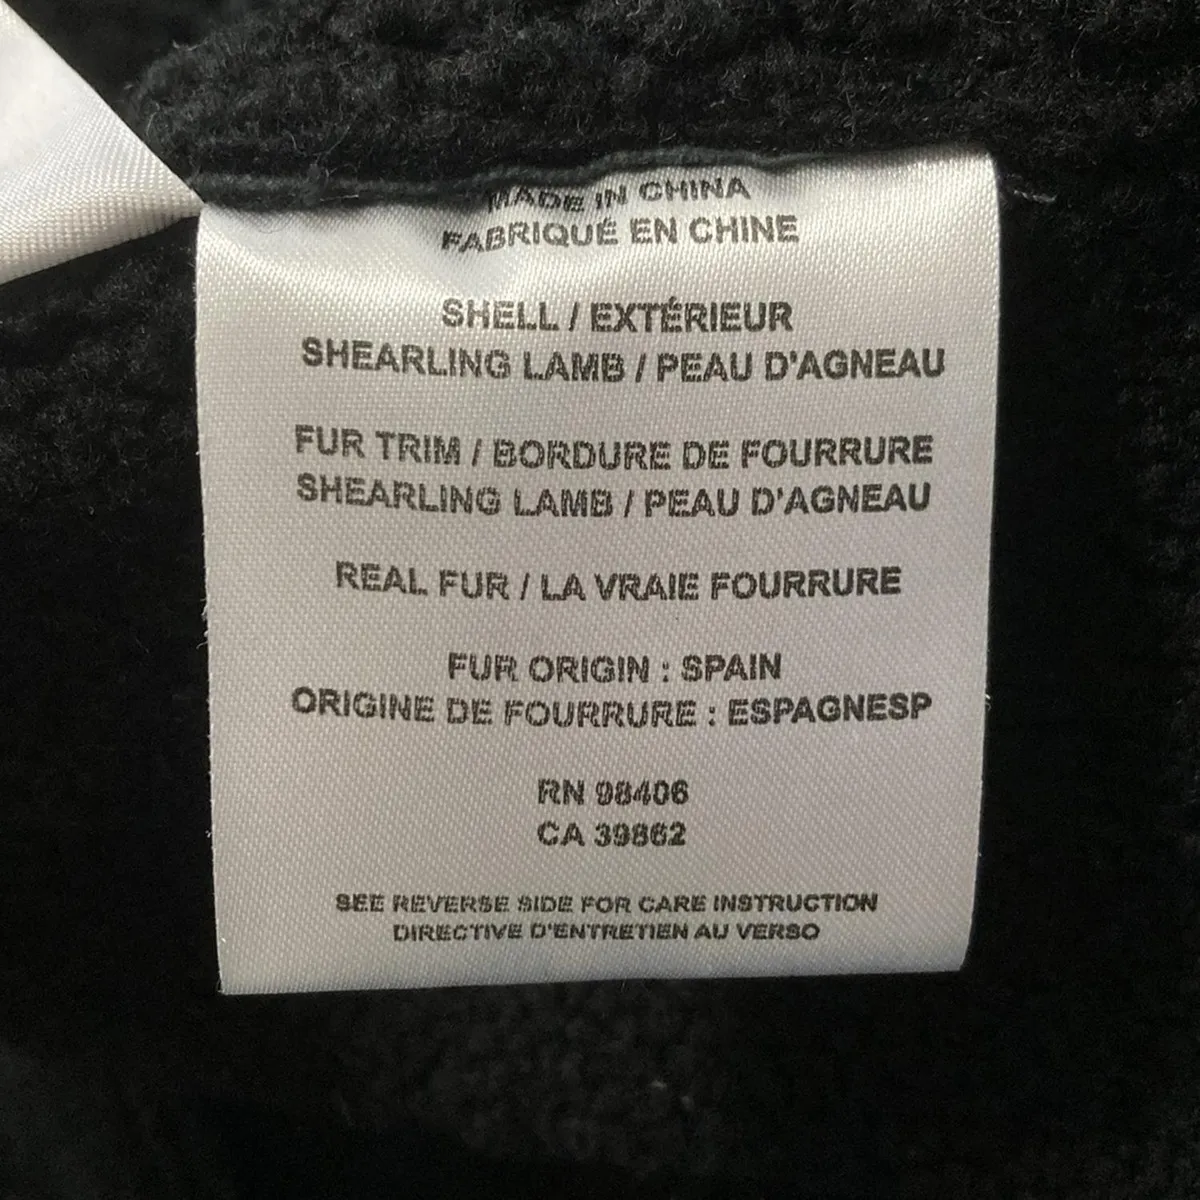 MADE IN CHINA
FABRIQUÉ EN CHINE
SHELL / EXTÉRIEUR
SHEARLING LAMB / PEAU D'AGNEAU
FUR TRIM / BORDURE DE FOURRURE
SHEARLING LAMB / PEAU D'AGNEAU
REAL FUR / LA VRAIE FOURRURE
FUR ORIGIN : SPAIN
ORIGINE DE FOURRURE : ESPAGNESP
RN 98406
CA 39862
SEE REVERSE SIDE FOR CARE INSTRUCTION
DIRECTIVE D'ENTRETIEN AU VERSO